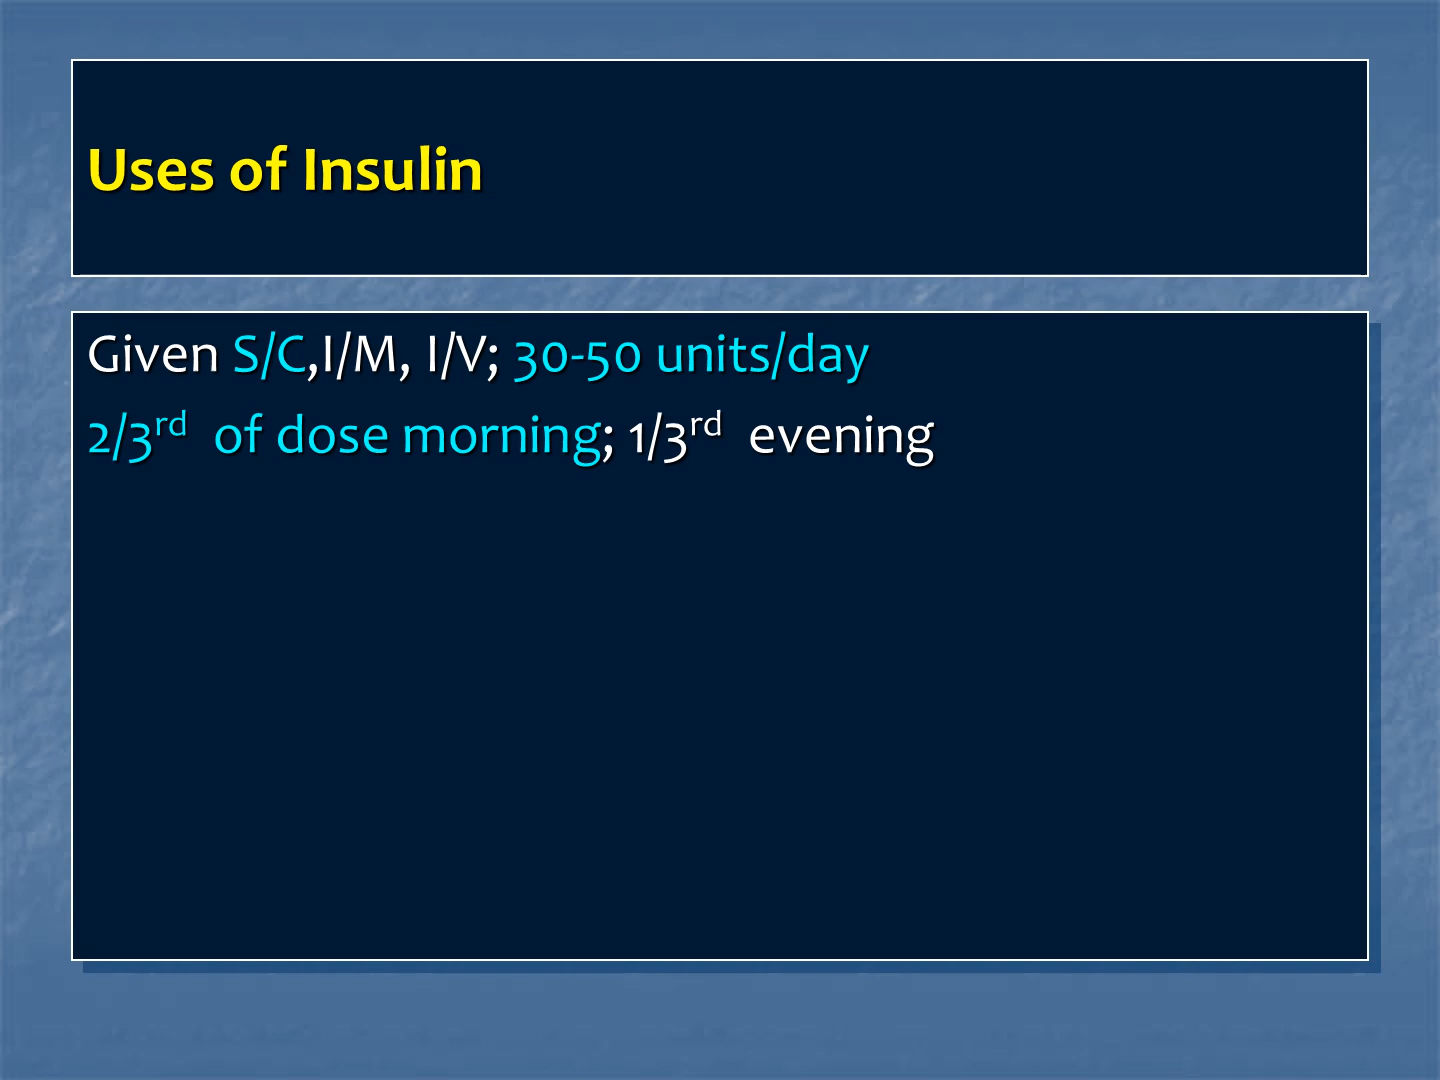 Uses of Insulin
Given S/C,I/M, I/V; 30-50 units/day
2/3rd of dose morning; 1/3rd evening